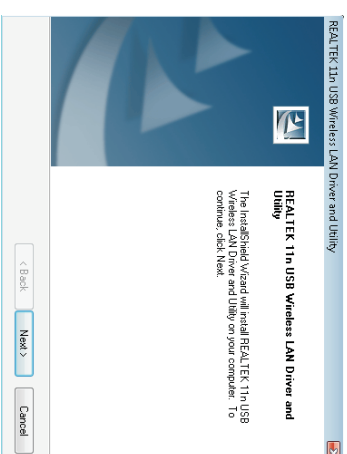 REALTEK 11n USB Wireless LAN Driver and Utility
REALTEK 11n USB Wireless LAN Driver and
Utility
The InstallShield Wizard will install REALTEK 11n USB
Wireless LAN Driver and Utility on your computer. To
continue, click Next.
< Back
Next >
Cancel